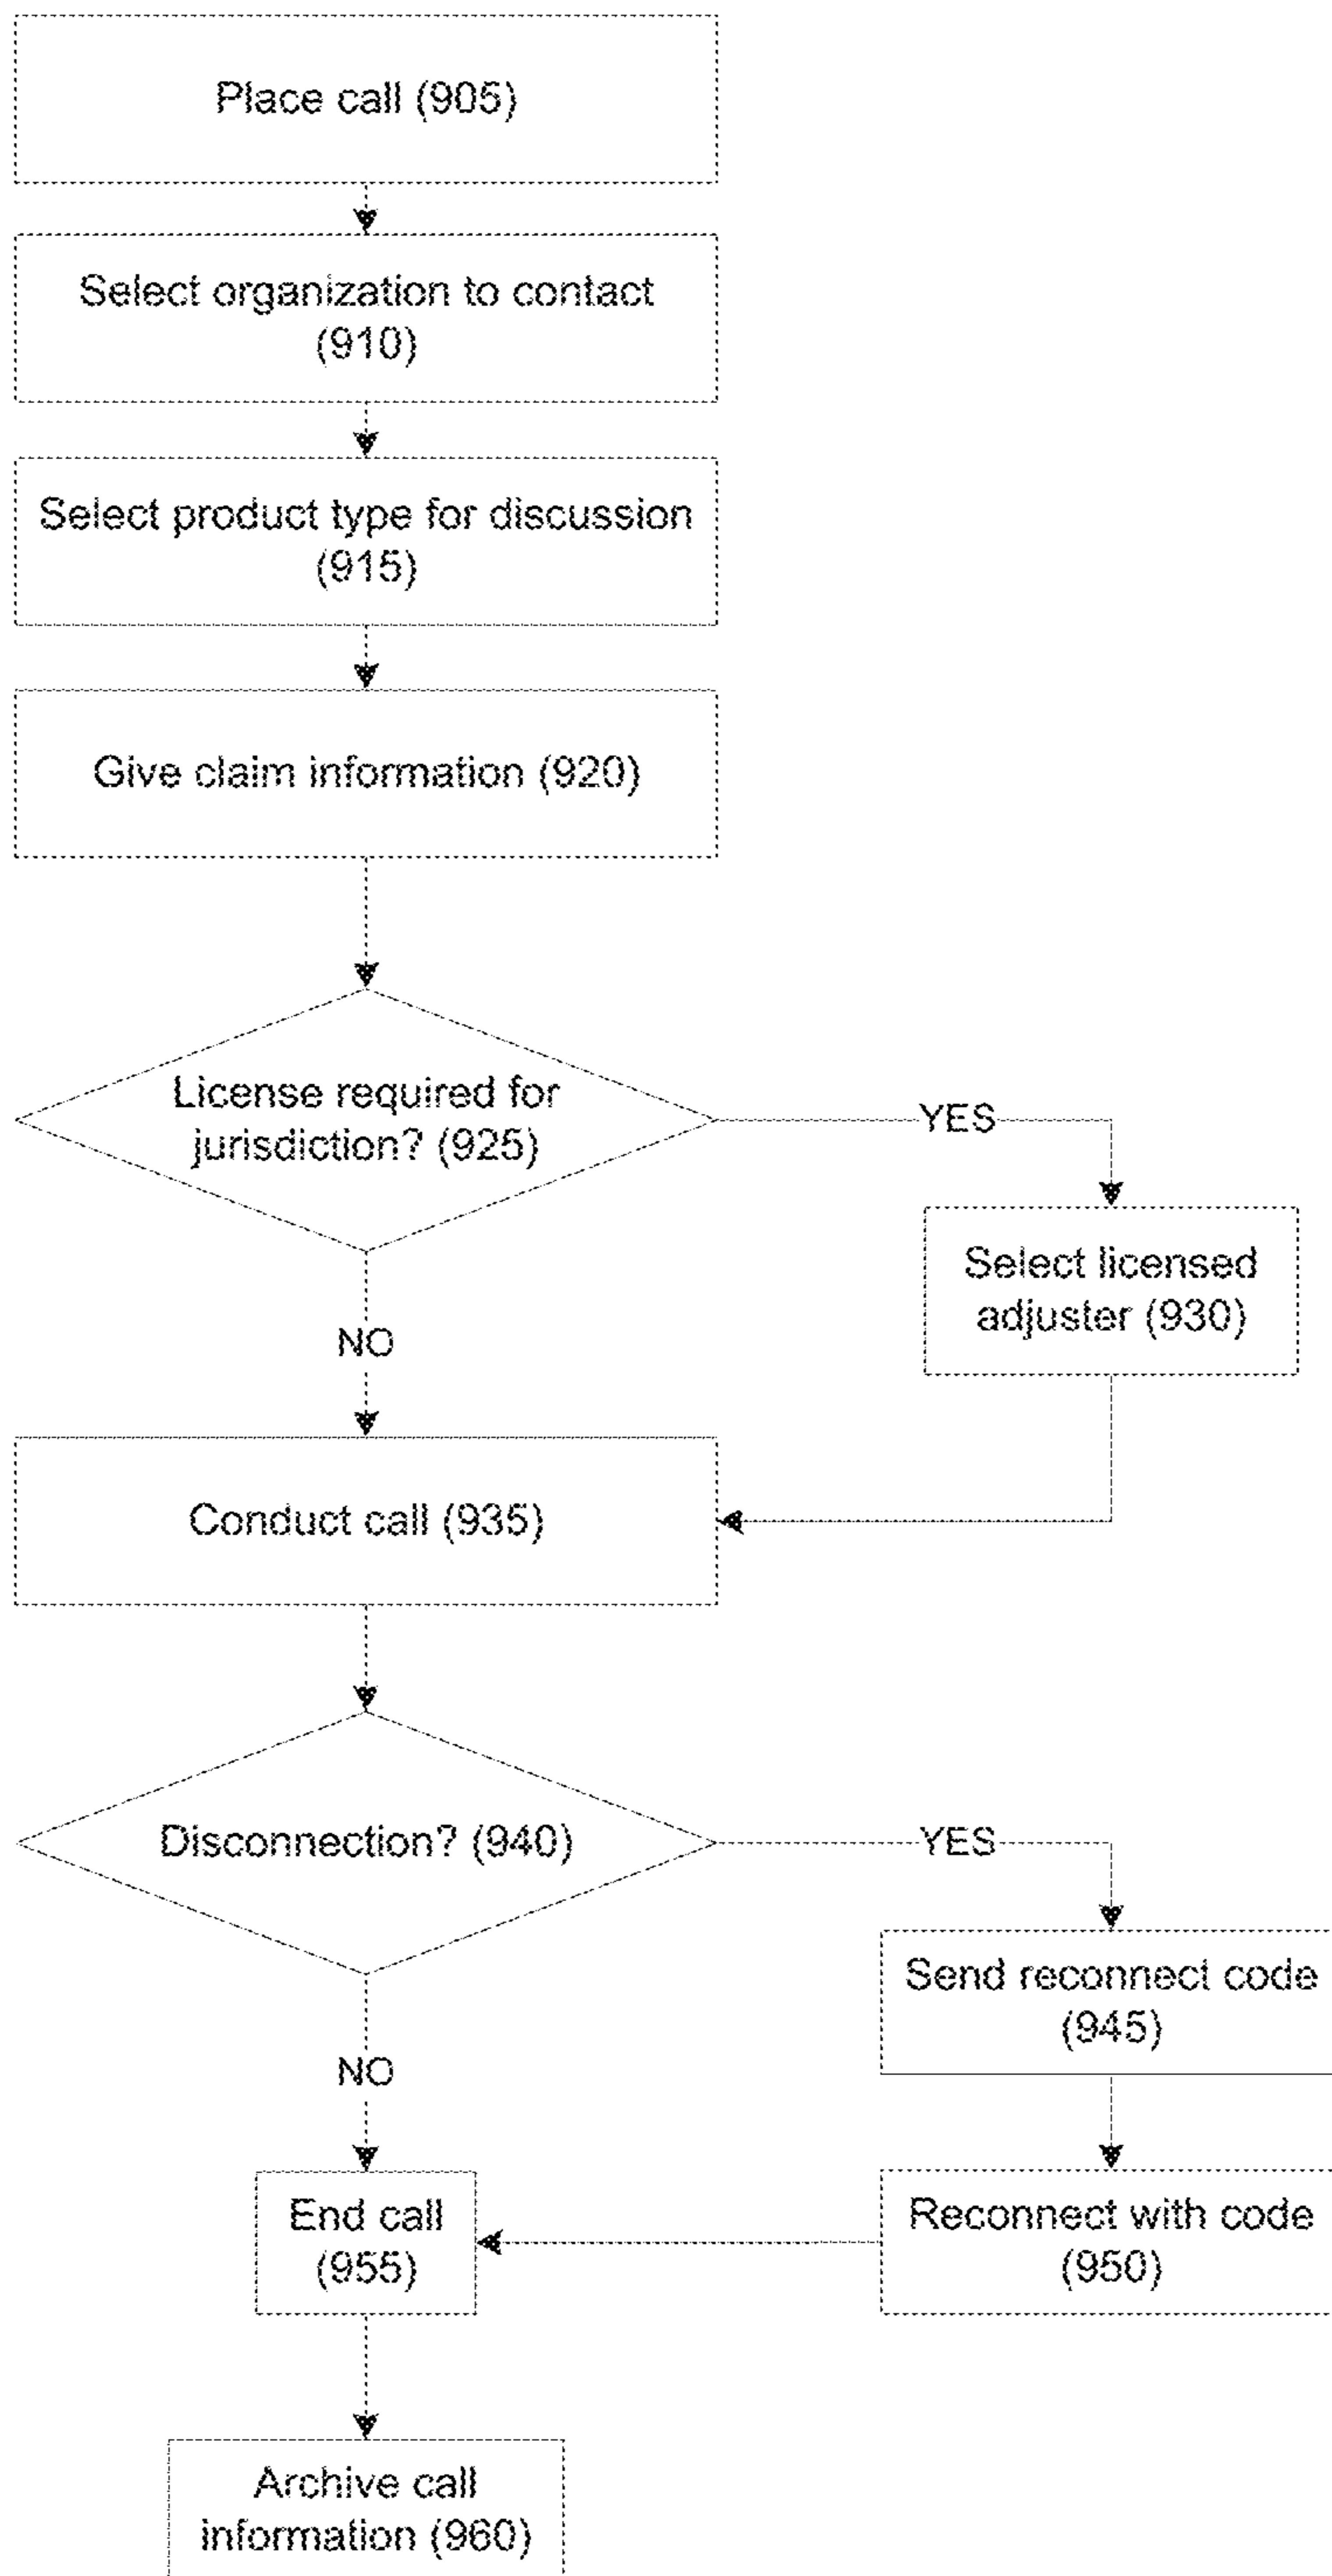 Place call (905)
Select organization to contact
(910)
Select product type for discussion
(915)
Give claim information (920)
License required for
jurisdiction? (925)
YES
Select licensed
adjuster (930)
NO
Conduct call (935)
Disconnection? (940)
YES
Send reconnect code
(945)
NO
End call
(955)
Reconnect with code
(950)
Archive call
information (960)